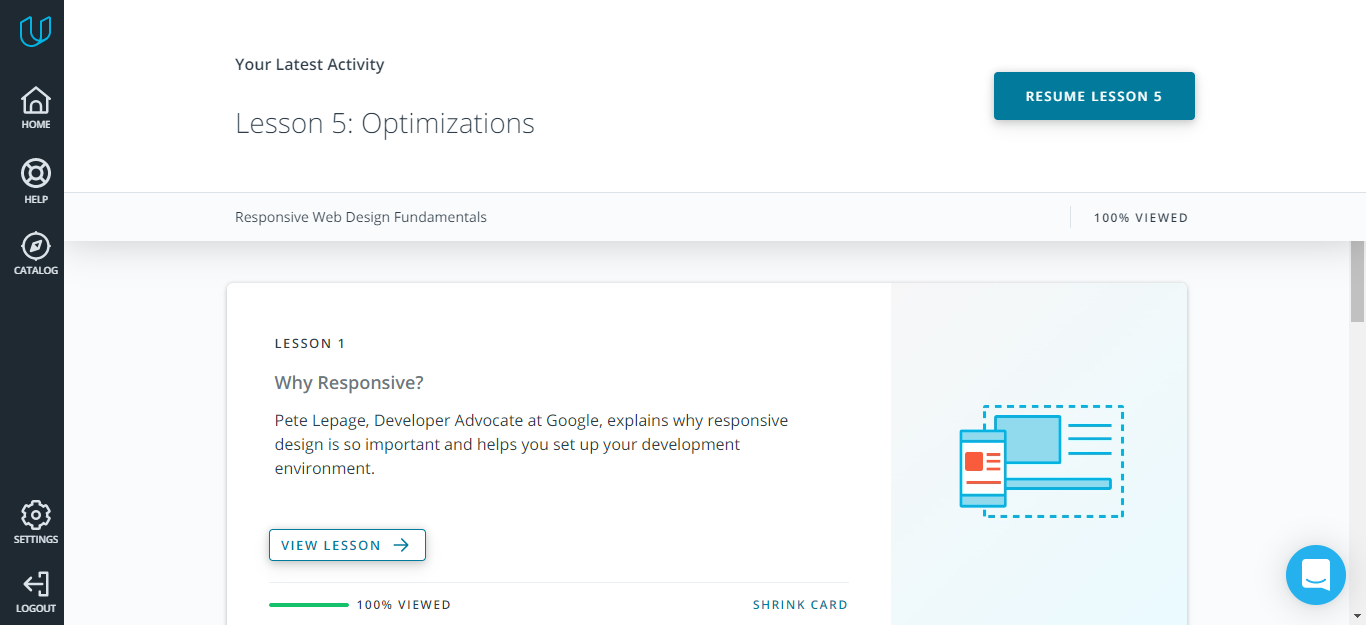 HOME
HELP
CATALOG
SETTINGS
LOGOUT
Your Latest Activity
Lesson 5: Optimizations
RESUME LESSON 5
Responsive Web Design Fundamentals
100% VIEWED
LESSON 1
Why Responsive?
Pete Lepage, Developer Advocate at Google, explains why responsive
design is so important and helps you set up your development
environment.
VIEW LESSON
100% VIEWED
SHRINK CARD